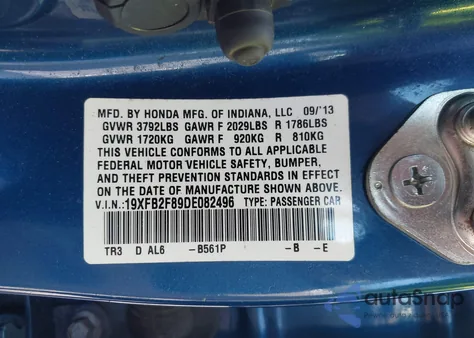 MFD. BY HONDA MFG. OF INDIANA, LLC 09/'13
GVWR 3792LBS GAWR F 2029LBS R 1786LBS
GVWR 1720KG GAWR F 920KG R 810KG
THIS VEHICLE CONFORMS TO ALL APPLICABLE
FEDERAL MOTOR VEHICLE SAFETY, BUMPER,
AND THEFT PREVENTION STANDARDS IN EFFECT
ON THE DATE OF MANUFACTURE SHOWN ABOVE.
V.I.N.:19XFB2F89DE082496 TYPE: PASSENGER CAR
TR3 D AL6 -B561P -B -E
autoSnap